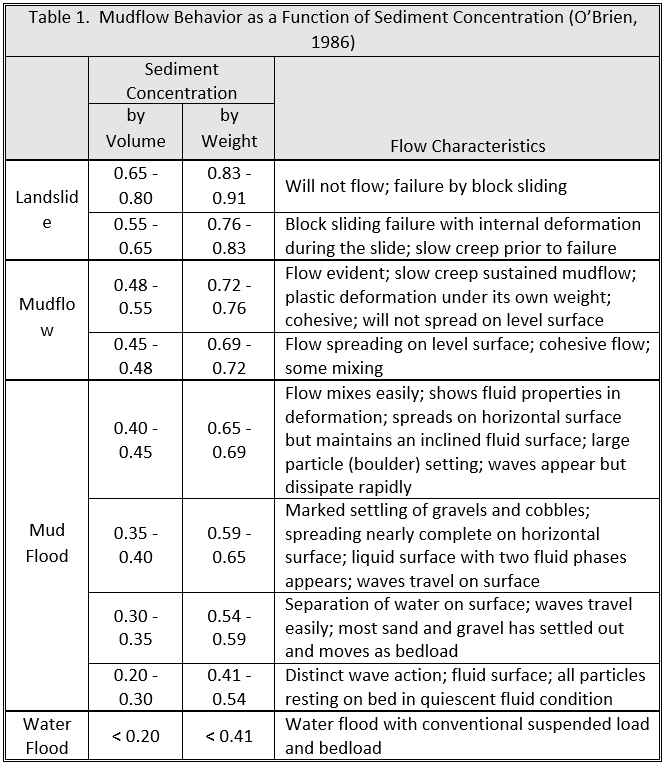 Table 1. Mudflow Behavior as a Function of Sediment Concentration (O’Brien,
1986)
Sediment
Concentration
by
Volume
by
Weight
Flow Characteristics
Landslid
e
0.65 -
0.80
0.83 -
0.91
Will not flow; failure by block sliding
0.55 -
0.65
0.76 -
0.83
Block sliding failure with internal deformation
during the slide; slow creep prior to failure
Mudflo
w
0.48 -
0.55
0.72 -
0.76
Flow evident; slow creep sustained mudflow;
plastic deformation under its own weight;
cohesive; will not spread on level surface
0.45 -
0.48
0.69 -
0.72
Flow spreading on level surface; cohesive flow;
some mixing
Mud
Flood
0.40 -
0.45
0.65 -
0.69
Flow mixes easily; shows fluid properties in
deformation; spreads on horizontal surface
but maintains an inclined fluid surface; large
particle (boulder) setting; waves appear but
dissipate rapidly
0.35 -
0.40
0.59 -
0.65
Marked settling of gravels and cobbles;
spreading nearly complete on horizontal
surface; liquid surface with two fluid phases
appears; waves travel on surface
0.30 -
0.35
0.54 -
0.59
Separation of water on surface; waves travel
easily; most sand and gravel has settled out
and moves as bedload
0.20 -
0.30
0.41 -
0.54
Distinct wave action; fluid surface; all particles
resting on bed in quiescent fluid condition
Water
Flood
< 0.20
< 0.41
Water flood with conventional suspended load
and bedload